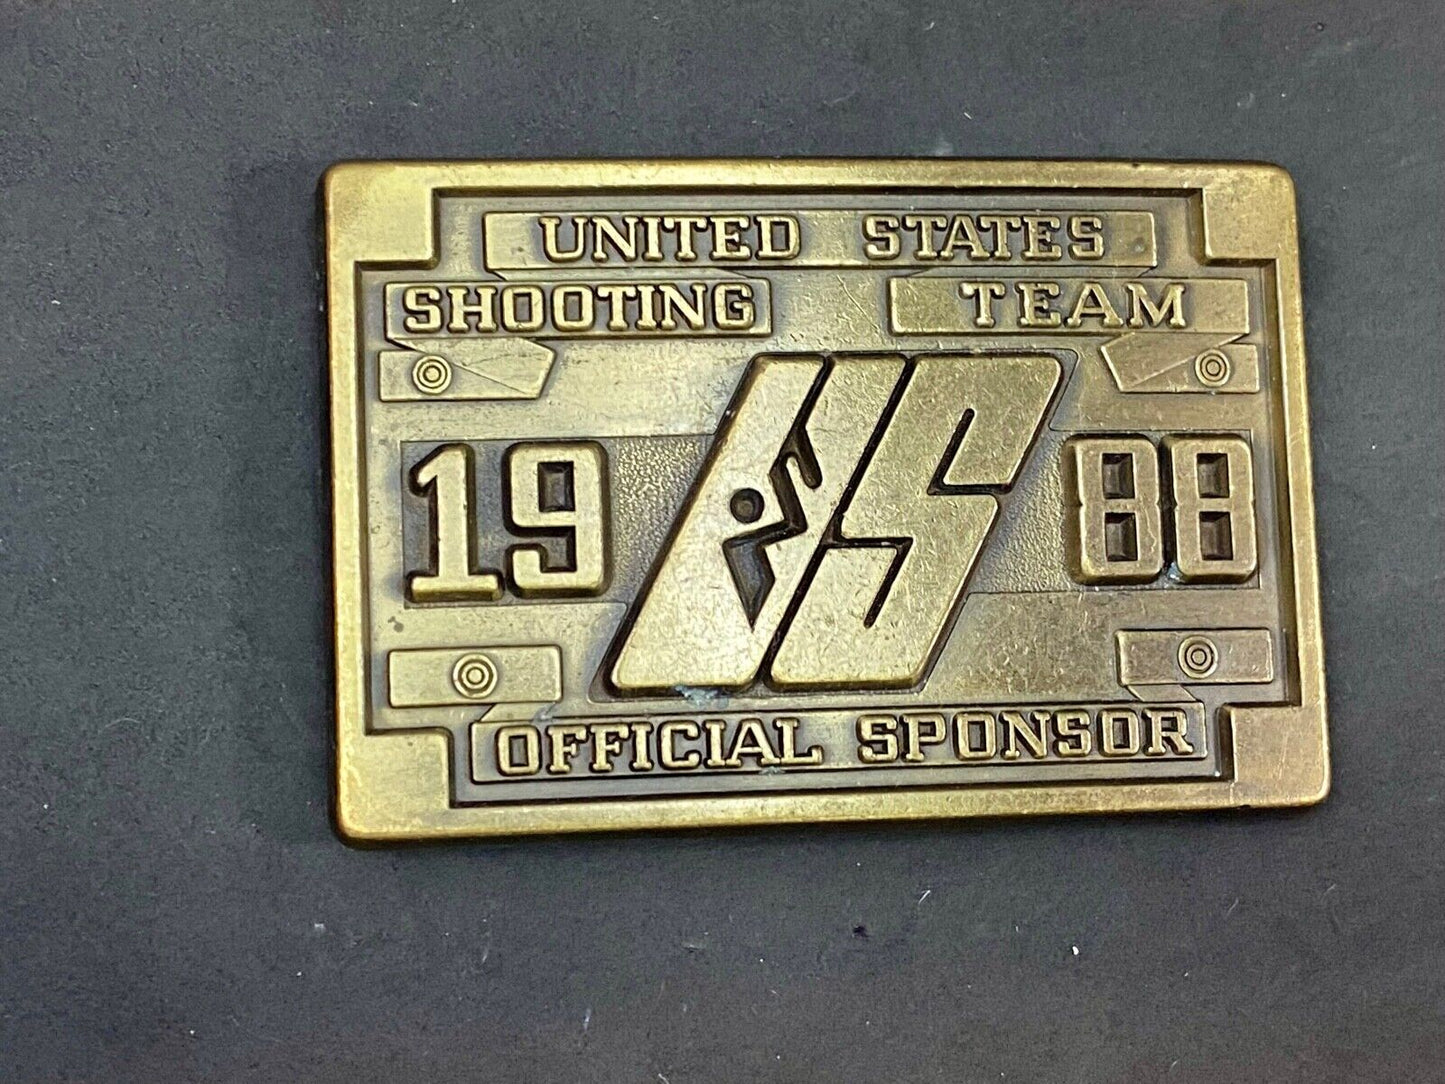 UNITED STATES
SHOOTING TEAM
19 US 88
OFFICIAL SPONSOR